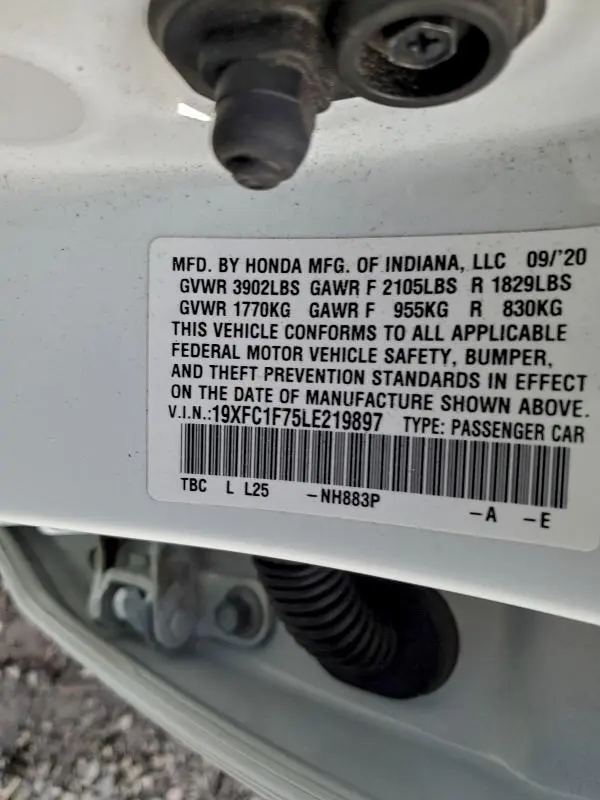 MFD. BY HONDA MFG. OF INDIANA, LLC 09/'20
GVWR 3902LBS GAWR F 2105LBS R 1829LBS
GVWR 1770KG GAWR F 955KG R 830KG
THIS VEHICLE CONFORMS TO ALL APPLICABLE
FEDERAL MOTOR VEHICLE SAFETY, BUMPER,
AND THEFT PREVENTION STANDARDS IN EFFECT
ON THE DATE OF MANUFACTURE SHOWN ABOVE.
V.I.N.:19XFC1F75LE219897 TYPE: PASSENGER CAR
TBC L L25 -NH883P -A -E